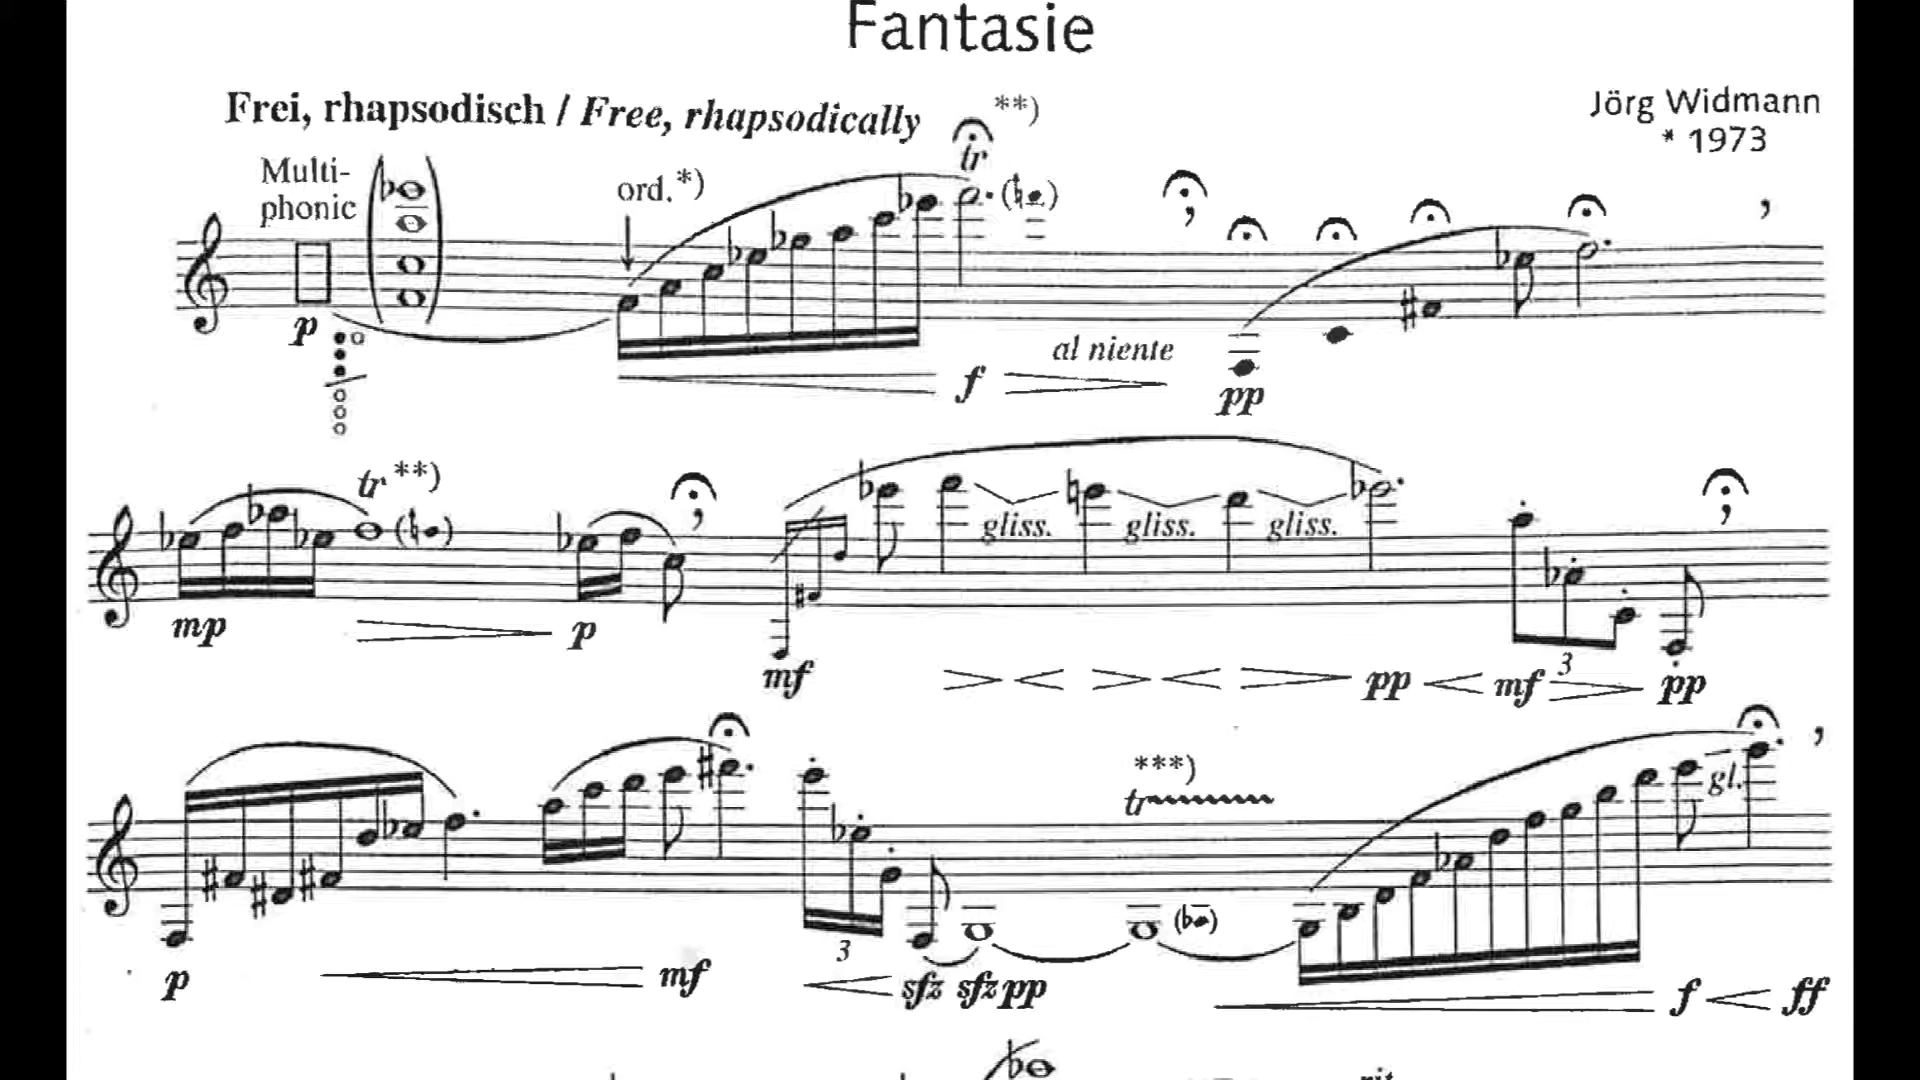 Fantasie
Frei, rhapsodisch / Free, rhapsodically
Jörg Widmann
* 1973
**)
tr
Multi-
phonic
ord.*)
p
f
al niente
pp
tr **)
mp
p
gliss. gliss. gliss.
mf
pp
mf
3
pp
***)
tr
gl.
3
p
mf
sfz sfz pp
f
ff
rit.